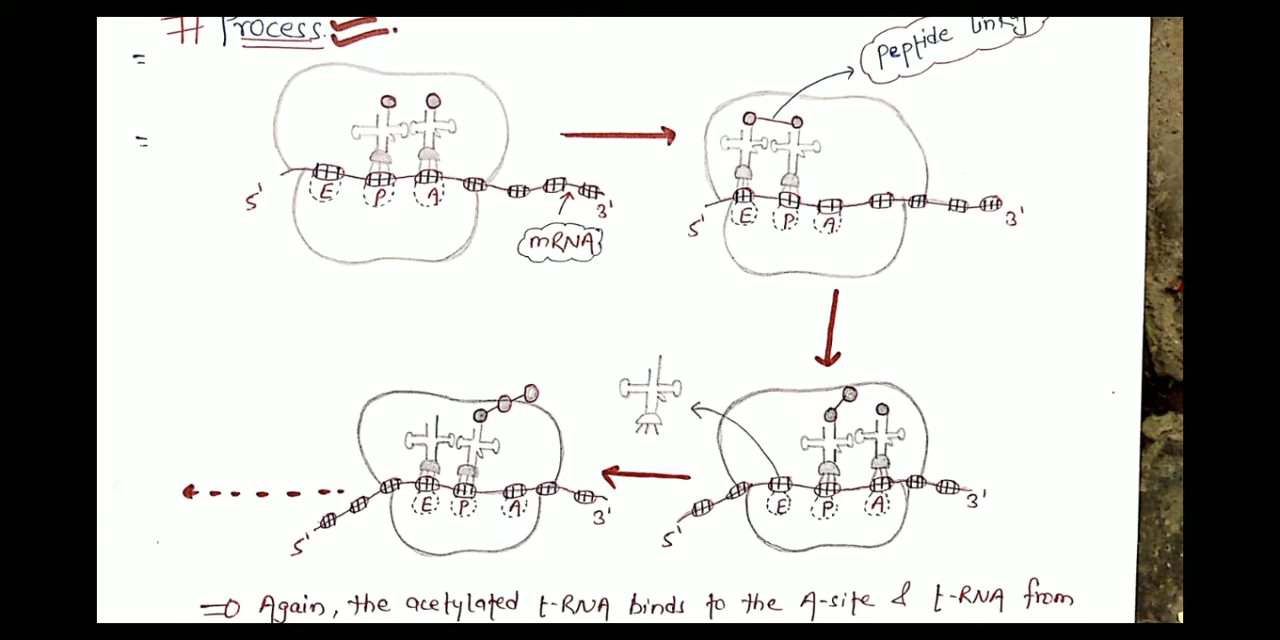 # Process.
=
Peptide
=
E P A
5' 3'
mRNA
E P A
5' 3'
E P A
5' 3'
E P A
5' 3'
=> Again, the acetylated t-RNA binds to the A-site & t-RNA from